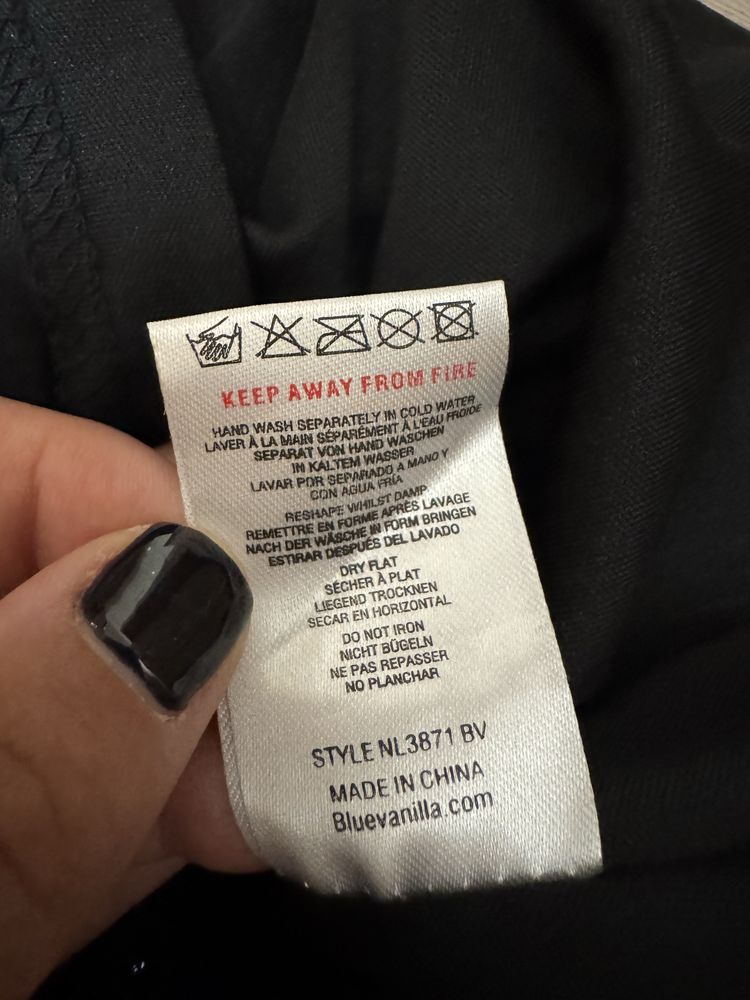 KEEP AWAY FROM FIRE
HAND WASH SEPARATELY IN COLD WATER
LAVER À LA MAIN SÉPARÉMENT À L'EAU FROIDE
SEPARAT VON HAND WASCHEN
IN KALTEM WASSER
LAVAR POR SEPARADO A MANO Y
CON AGUA FRÍA
RESHAPE WHILST DAMP
REMETTRE EN FORME APRÈS LAVAGE
NACH DER WÄSCHE IN FORM BRINGEN
ESTIRAR DESPUÉS DEL LAVADO
DRY FLAT
SÉCHER À PLAT
LIEGEND TROCKNEN
SECAR EN HORIZONTAL
DO NOT IRON
NICHT BÜGELN
NE PAS REPASSER
NO PLANCHAR
STYLE NL3871 BV
MADE IN CHINA
Bluevanilla.com